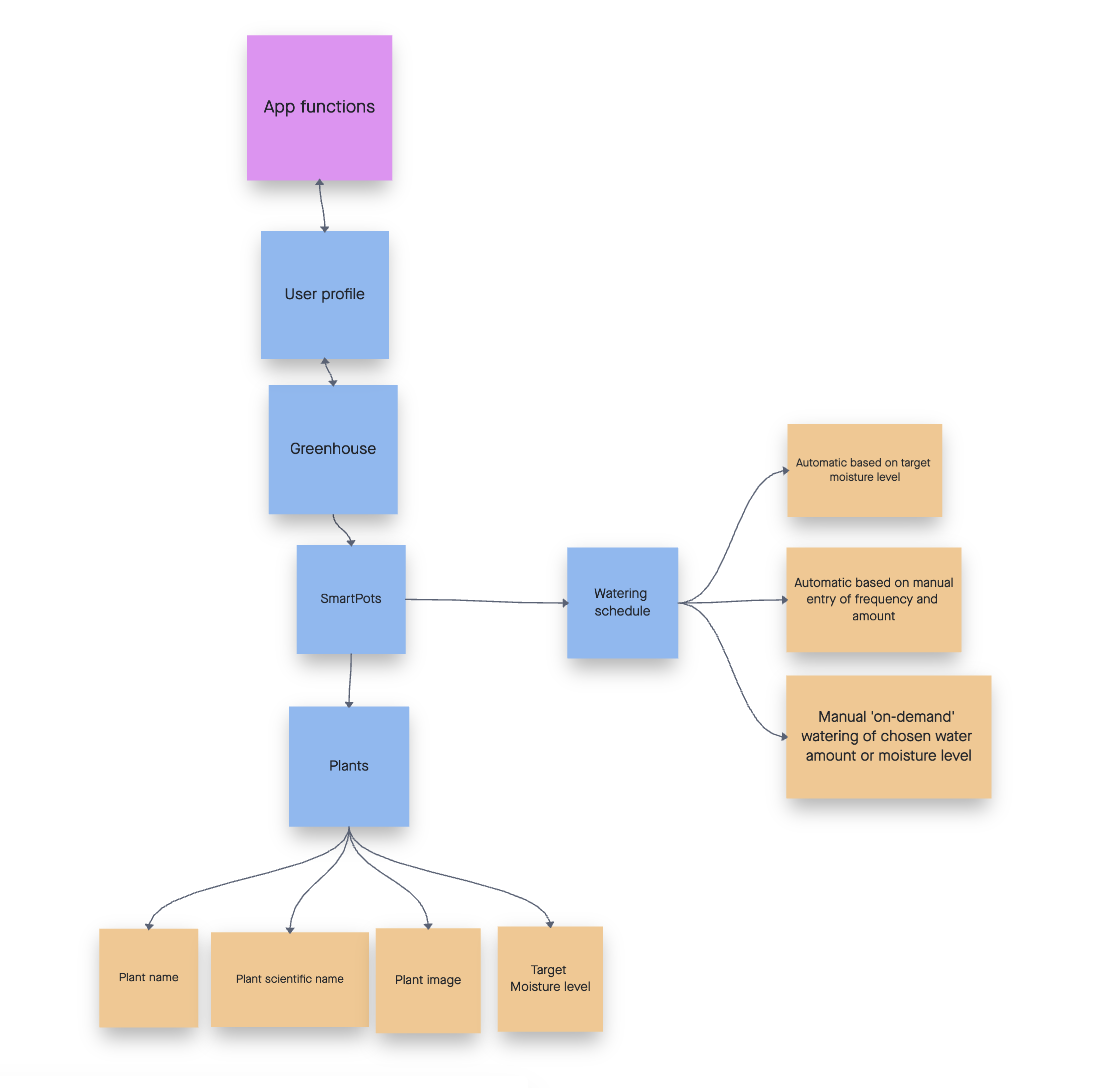 App functions
User profile
Greenhouse
SmartPots
Watering
schedule
Automatic based on target
moisture level
Automatic based on manual
entry of frequency and
amount
Manual 'on-demand'
watering of chosen water
amount or moisture level
Plants
Plant name
Plant scientific name
Plant image
Target
Moisture level